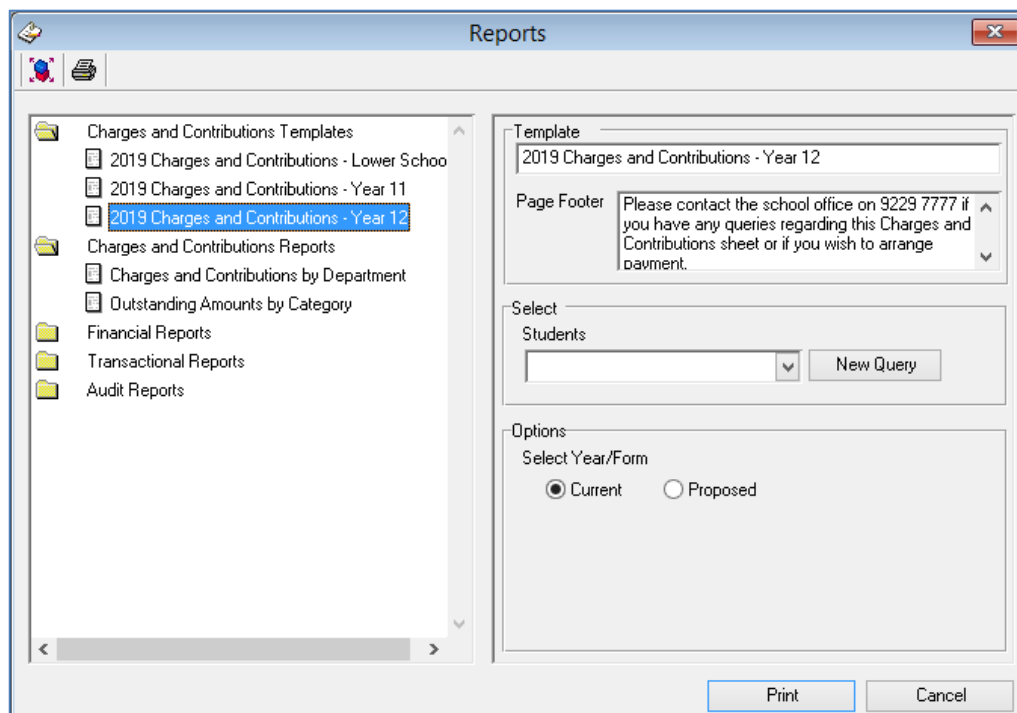 Reports
Charges and Contributions Templates
2019 Charges and Contributions - Lower Schoo
2019 Charges and Contributions - Year 11
2019 Charges and Contributions - Year 12
Charges and Contributions Reports
Charges and Contributions by Department
Outstanding Amounts by Category
Financial Reports
Transactional Reports
Audit Reports
Template
2019 Charges and Contributions - Year 12
Page Footer
Please contact the school office on 9229 7777 if
you have any queries regarding this Charges and
Contributions sheet or if you wish to arrange
payment.
Select
Students
New Query
Options
Select Year/Form
Current
Proposed
Print
Cancel